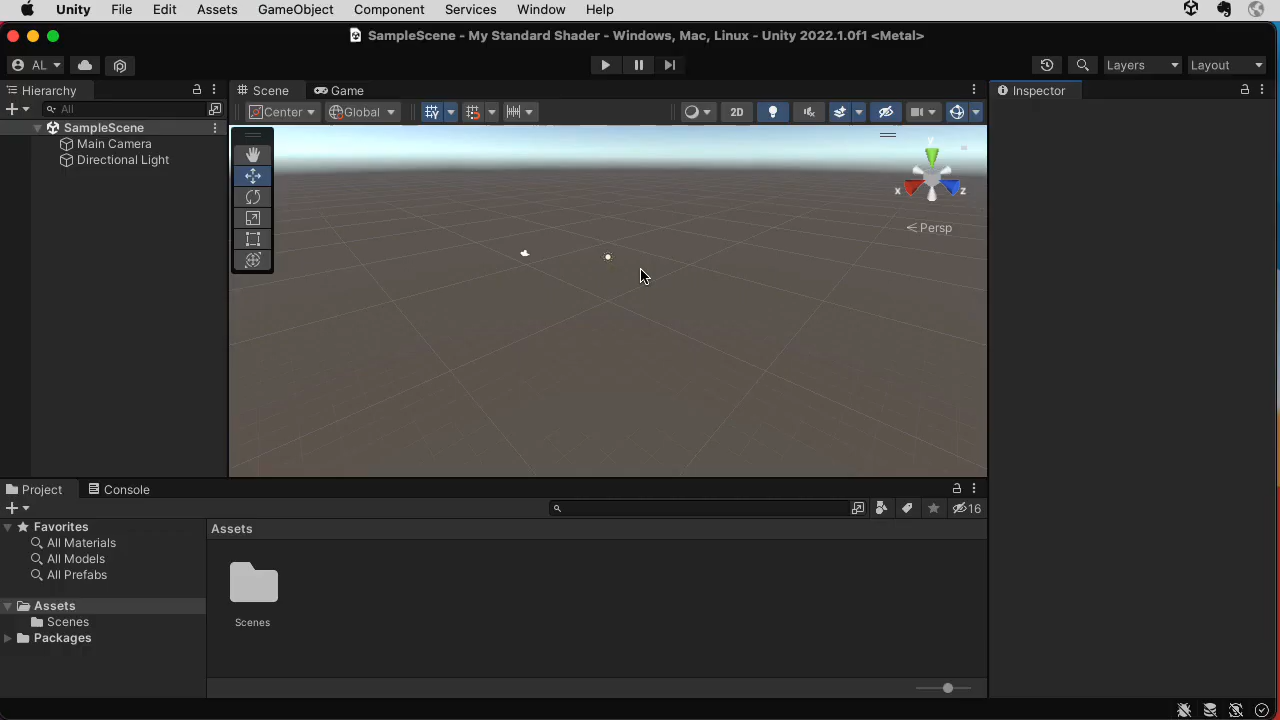 Unity File Edit Assets GameObject Component Services Window Help
SampleScene - My Standard Shader - Windows, Mac, Linux - Unity 2022.1.0f1 <Metal>
AL
Layers
Layout
Hierarchy
Scene
Game
Inspector
All
Center
Global
2D
SampleScene
Main Camera
Directional Light
y
x
z
< Persp
Project
Console
16
Favorites
All Materials
All Models
All Prefabs
Assets
Scenes
Packages
Assets
Scenes